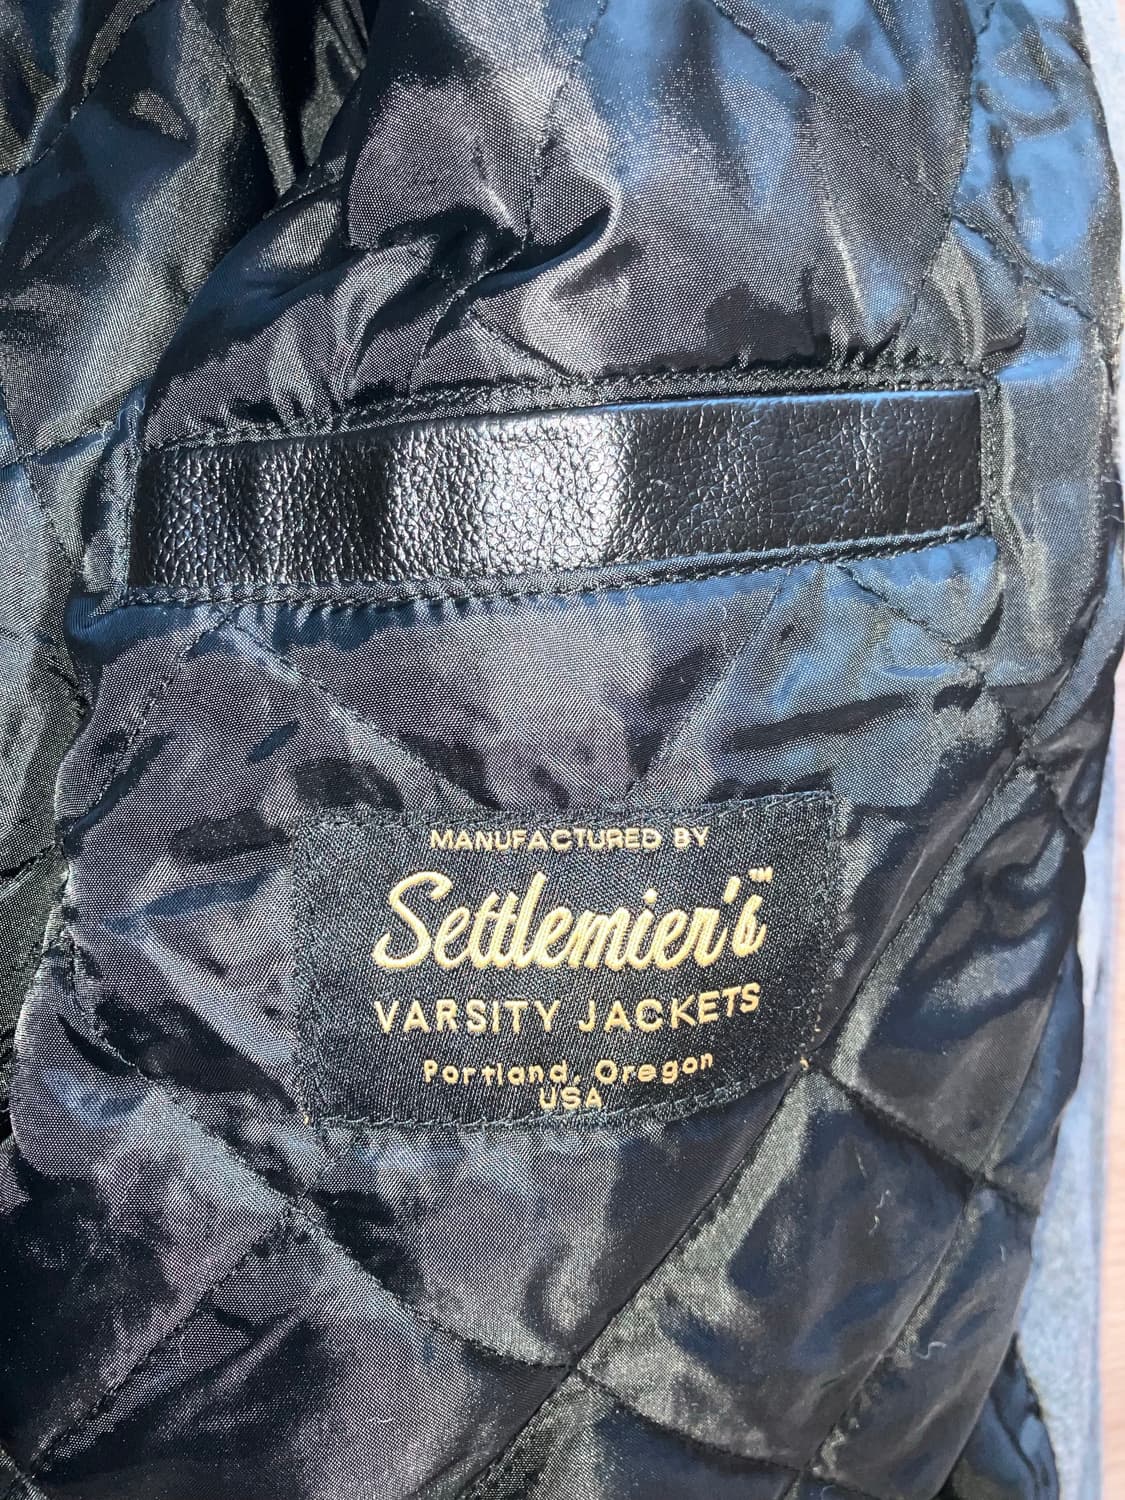 MANUFACTURED BY
Settlemier's™
VARSITY JACKETS
Portland, Oregon
USA